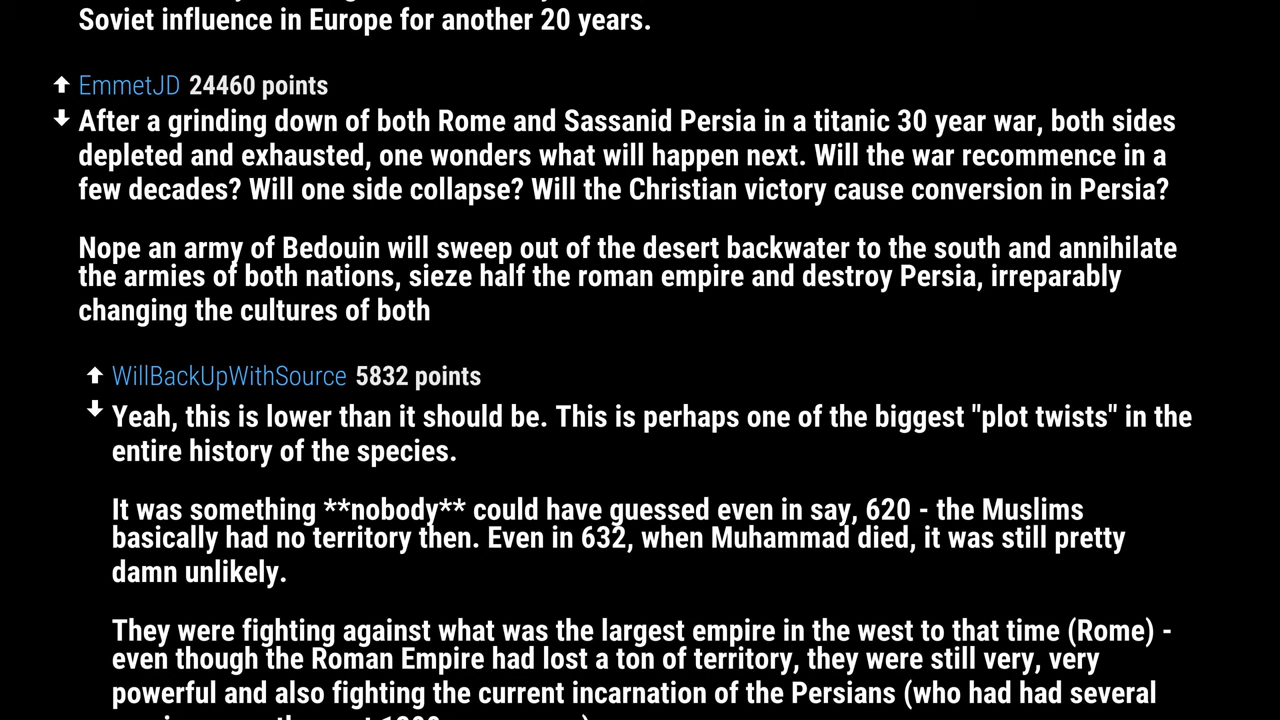 Soviet influence in Europe for another 20 years.
EmmetJD 24460 points
After a grinding down of both Rome and Sassanid Persia in a titanic 30 year war, both sides
depleted and exhausted, one wonders what will happen next. Will the war recommence in a
few decades? Will one side collapse? Will the Christian victory cause conversion in Persia?
Nope an army of Bedouin will sweep out of the desert backwater to the south and annihilate
the armies of both nations, sieze half the roman empire and destroy Persia, irreparably
changing the cultures of both
WillBackUpWithSource 5832 points
Yeah, this is lower than it should be. This is perhaps one of the biggest "plot twists" in the
entire history of the species.
It was something **nobody** could have guessed even in say, 620 - the Muslims
basically had no territory then. Even in 632, when Muhammad died, it was still pretty
damn unlikely.
They were fighting against what was the largest empire in the west to that time (Rome) -
even though the Roman Empire had lost a ton of territory, they were still very, very
powerful and also fighting the current incarnation of the Persians (who had had several